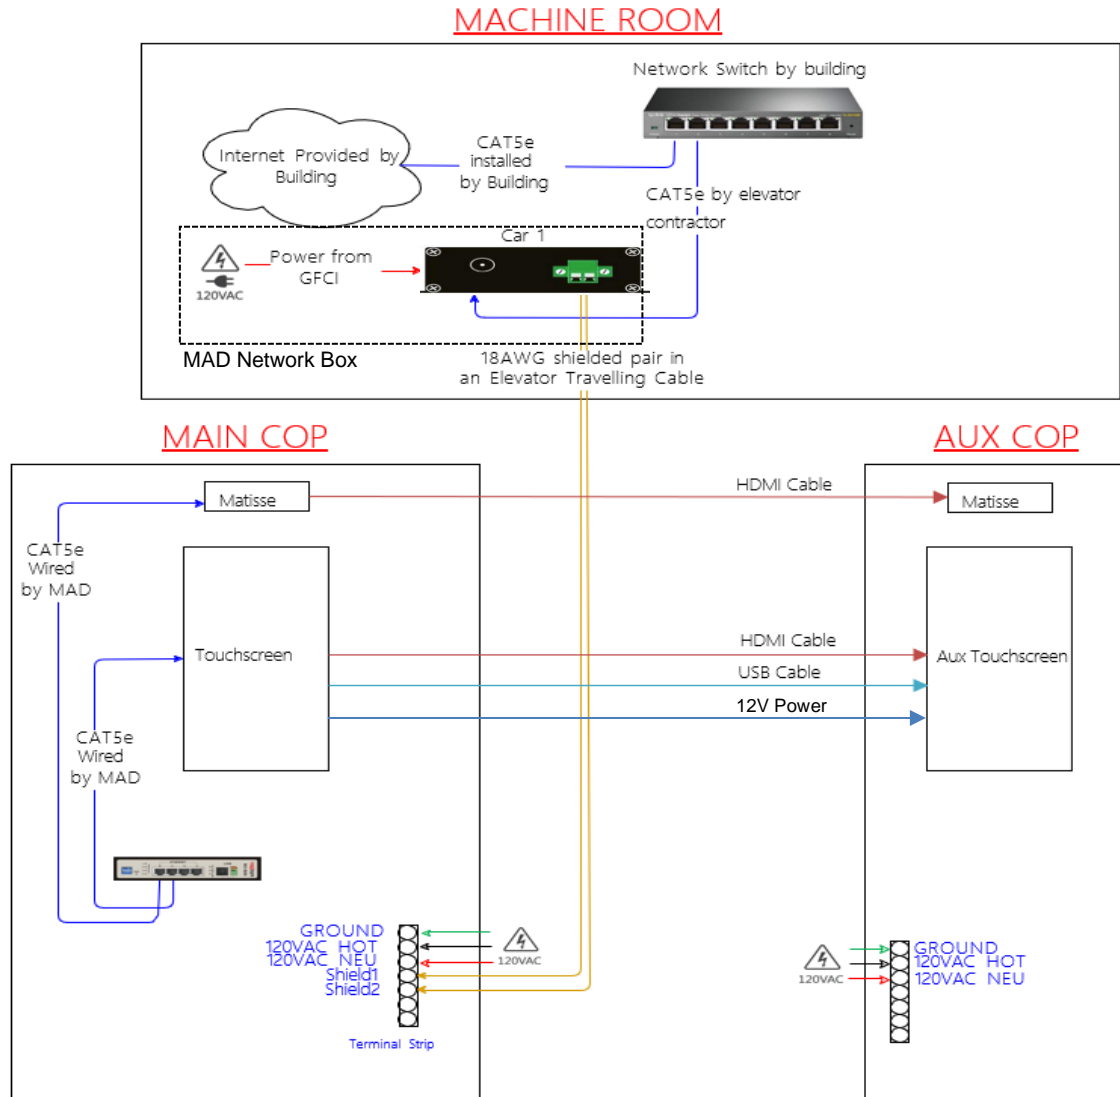 MACHINE ROOM
Network Switch by building
Internet Provided by
Building
CAT5e
installed
by Building
CAT5e by elevator
contractor
Car 1
Power from
GFCI
120VAC
MAD Network Box
18AWG shielded pair in
an Elevator Travelling Cable
MAIN COP
AUX COP
Matisse
HDMI Cable
Matisse
CAT5e
Wired
by MAD
Touchscreen
HDMI Cable
USB Cable
12V Power
Aux Touchscreen
CAT5e
Wired
by MAD
GROUND
120VAC HOT
120VAC NEU
Shield1
Shield2
120VAC
Terminal Strip
120VAC
GROUND
120VAC HOT
120VAC NEU